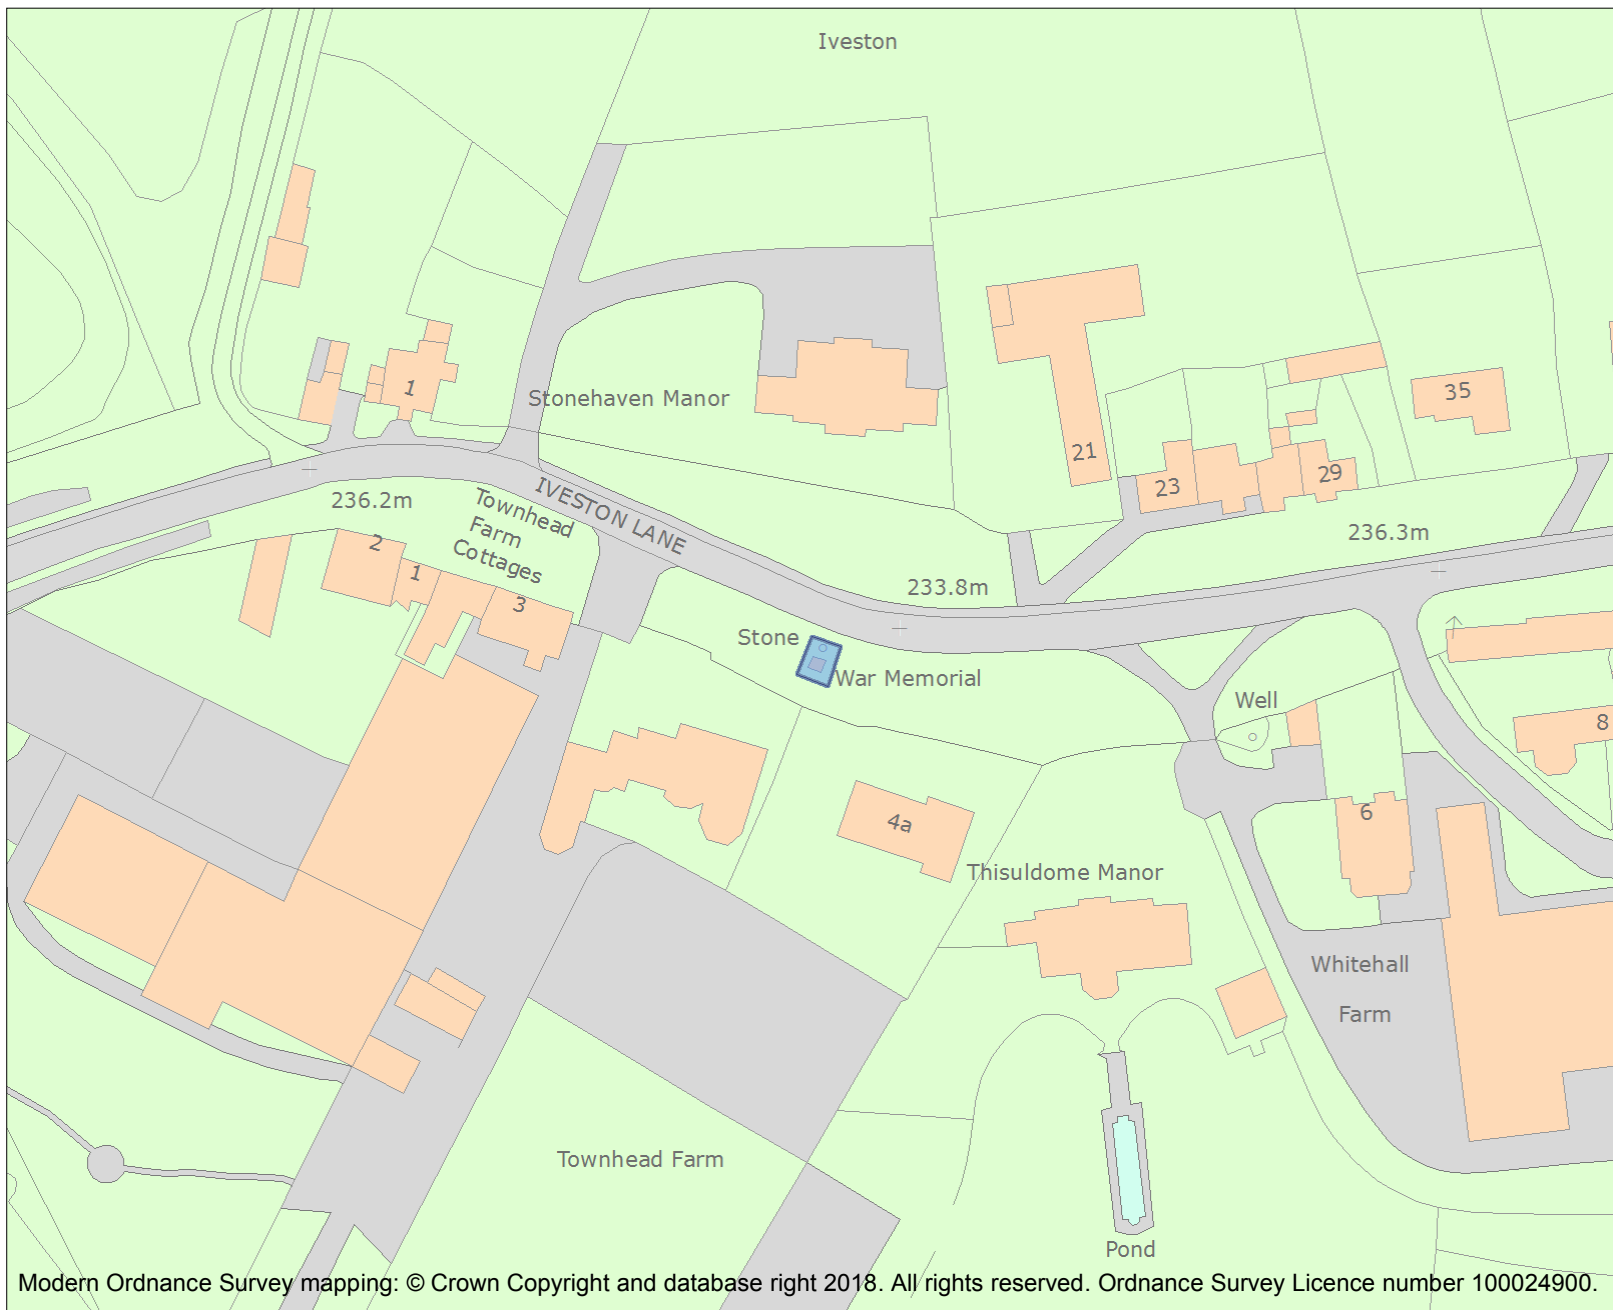 Iveston
1
Stonehaven Manor
35
21
23
29
236.2m
IVESTON LANE
Townhead
Farm
Cottages
236.3m
2
1
3
233.8m
Stone
War Memorial
Well
8
4a
6
Thisuldome Manor
Whitehall
Farm
Townhead Farm
Pond
Modern Ordnance Survey mapping: © Crown Copyright and database right 2018. All rights reserved. Ordnance Survey Licence number 100024900.